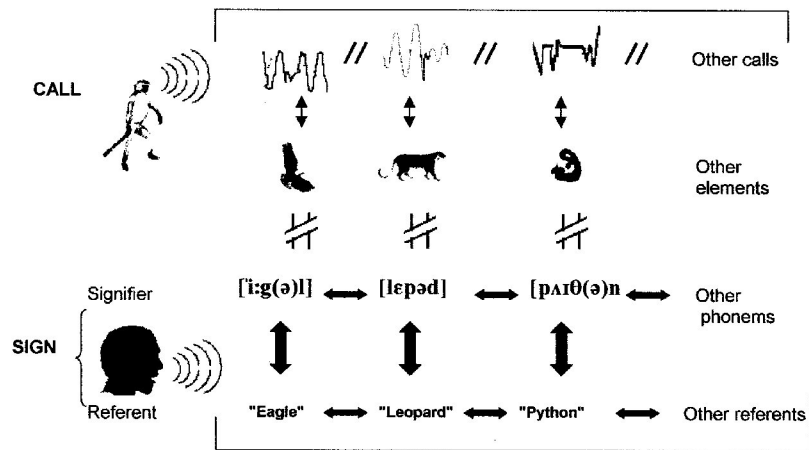 Other calls
CALL
Other
elements
Signifier
[ˈi:g(ə)l]
[lɛpəd]
[pʌɪθ(ə)n
Other
phonems
SIGN
Referent
"Eagle"
"Leopard"
"Python"
Other referents